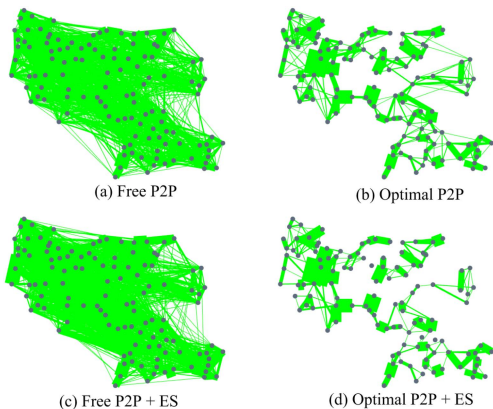 (a) Free P2P
(b) Optimal P2P
(c) Free P2P + ES
(d) Optimal P2P + ES